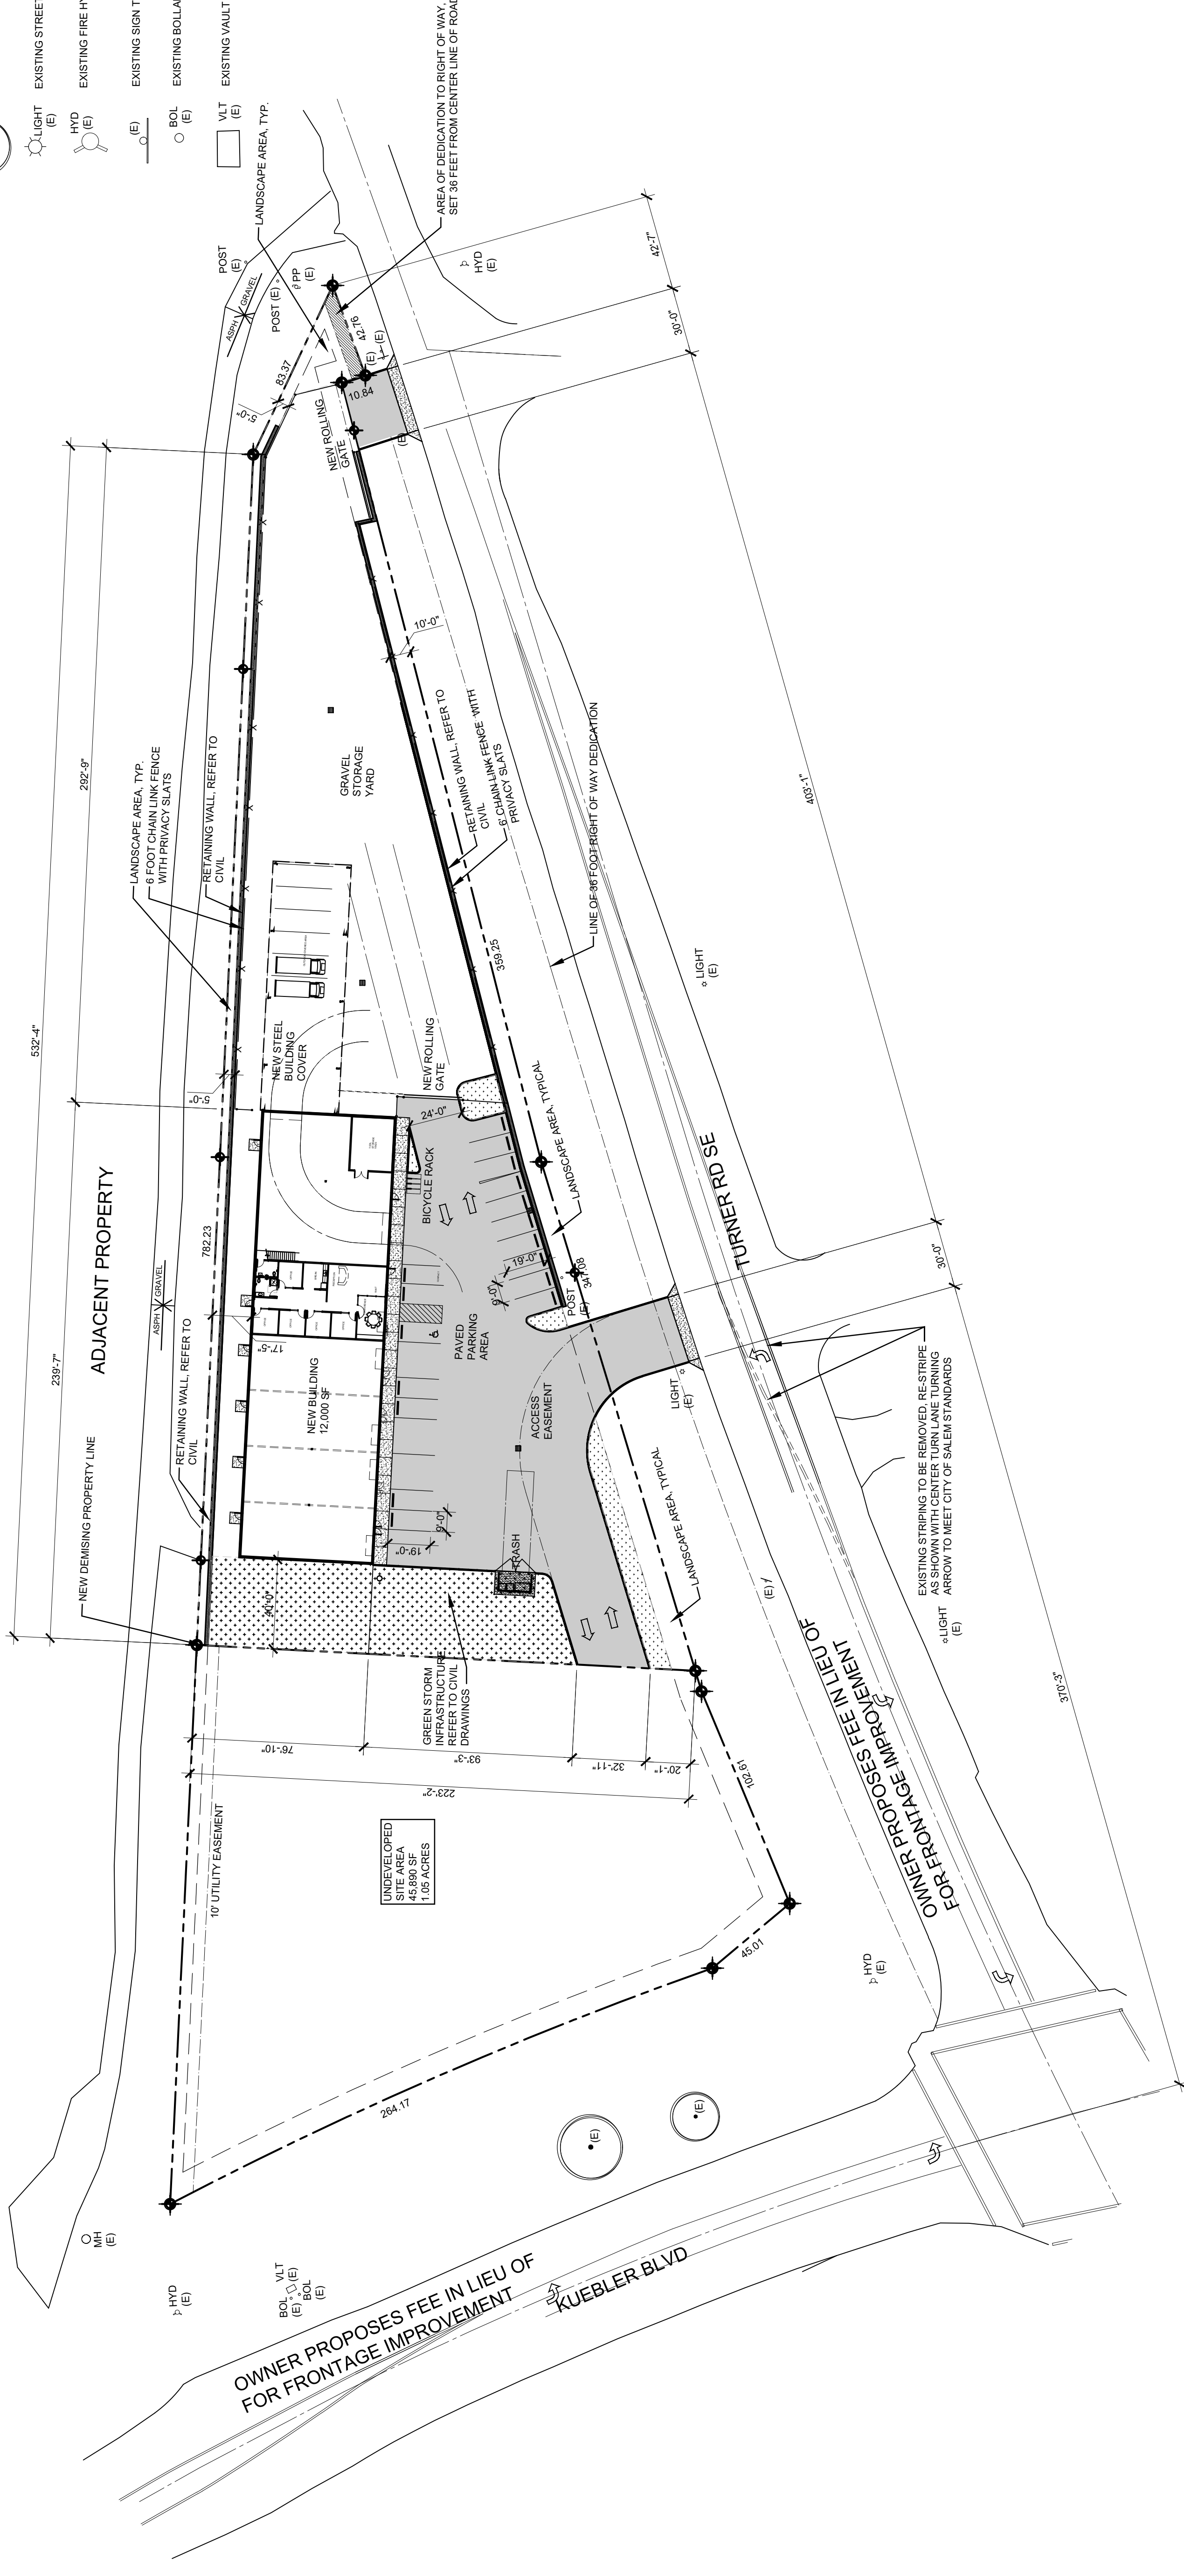 LIGHT
(E)
EXISTING STREET
HYD
(E)
EXISTING FIRE HY
(E)
EXISTING SIGN T
BOL
(E)
EXISTING BOLLA
VLT
(E)
EXISTING VAULT
LANDSCAPE AREA, TYP.
AREA OF DEDICATION TO RIGHT OF WAY,
SET 36 FEET FROM CENTER LINE OF ROAD
POST
(E)
ASPH
GRAVEL
POST (E)
PP
(E)
HYD
(E)
42'-7"
30'-0"
83.37
42.76
(E)
(E)
10.84
(E)
5'-0"
NEW ROLLING
GATE
532'-4"
292'-9"
239'-7"
10'-0"
LANDSCAPE AREA, TYP.
6 FOOT CHAIN LINK FENCE
WITH PRIVACY SLATS
RETAINING WALL, REFER TO
CIVIL
GRAVEL
STORAGE
YARD
RETAINING WALL, REFER TO
CIVIL
6' CHAIN LINK FENCE WITH
PRIVACY SLATS
LINE OF 36 FOOT RIGHT OF WAY DEDICATION
403'-1"
359.25
LIGHT
(E)
NEW STEEL
BUILDING
COVER
NEW ROLLING
GATE
5'-0"
24'-0"
BICYCLE RACK
LANDSCAPE AREA, TYPICAL
TURNER RD SE
ADJACENT PROPERTY
782.23
ASPH
GRAVEL
19'-0"
9'-0"
347.08
POST
(E)
30'-0"
RETAINING WALL, REFER TO
CIVIL
17'-5"
NEW BUILDING
12,000 SF
PAVED
PARKING
AREA
ACCESS
EASEMENT
LIGHT
(E)
EXISTING STRIPING TO BE REMOVED, RE-STRIPE
AS SHOWN WITH CENTER TURN LANE TURNING
ARROW TO MEET CITY OF SALEM STANDARDS
NEW DEMISING PROPERTY LINE
9'-0"
19'-0"
TRASH
LANDSCAPE AREA, TYPICAL
(E)
LIGHT
(E)
40'-0"
GREEN STORM
INFRASTRUCTURE
REFER TO CIVIL
DRAWINGS
OWNER PROPOSES FEE IN LIEU OF
FOR FRONTAGE IMPROVEMENT
370'-3"
76'-10"
93'-3"
32'-11"
20'-1"
223'-2"
102.61
10' UTILITY EASEMENT
UNDEVELOPED
SITE AREA
45,890 SF
1.05 ACRES
45.01
HYD
(E)
264.17
(E)
(E)
MH
(E)
HYD
(E)
BOL
(E)
VLT
(E)
BOL
(E)
OWNER PROPOSES FEE IN LIEU OF
FOR FRONTAGE IMPROVEMENT
KUEBLER BLVD